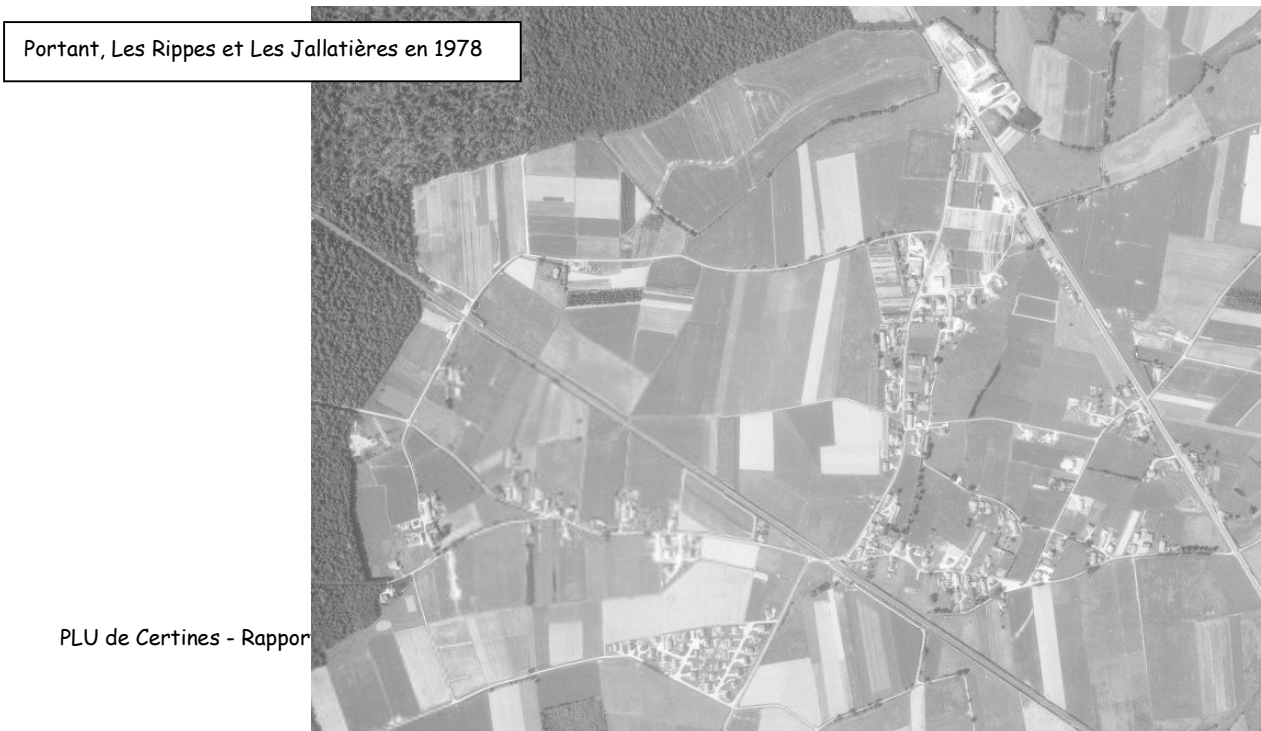 Portant, Les Rippes et Les Jallatières en 1978
PLU de Certines - Rappor